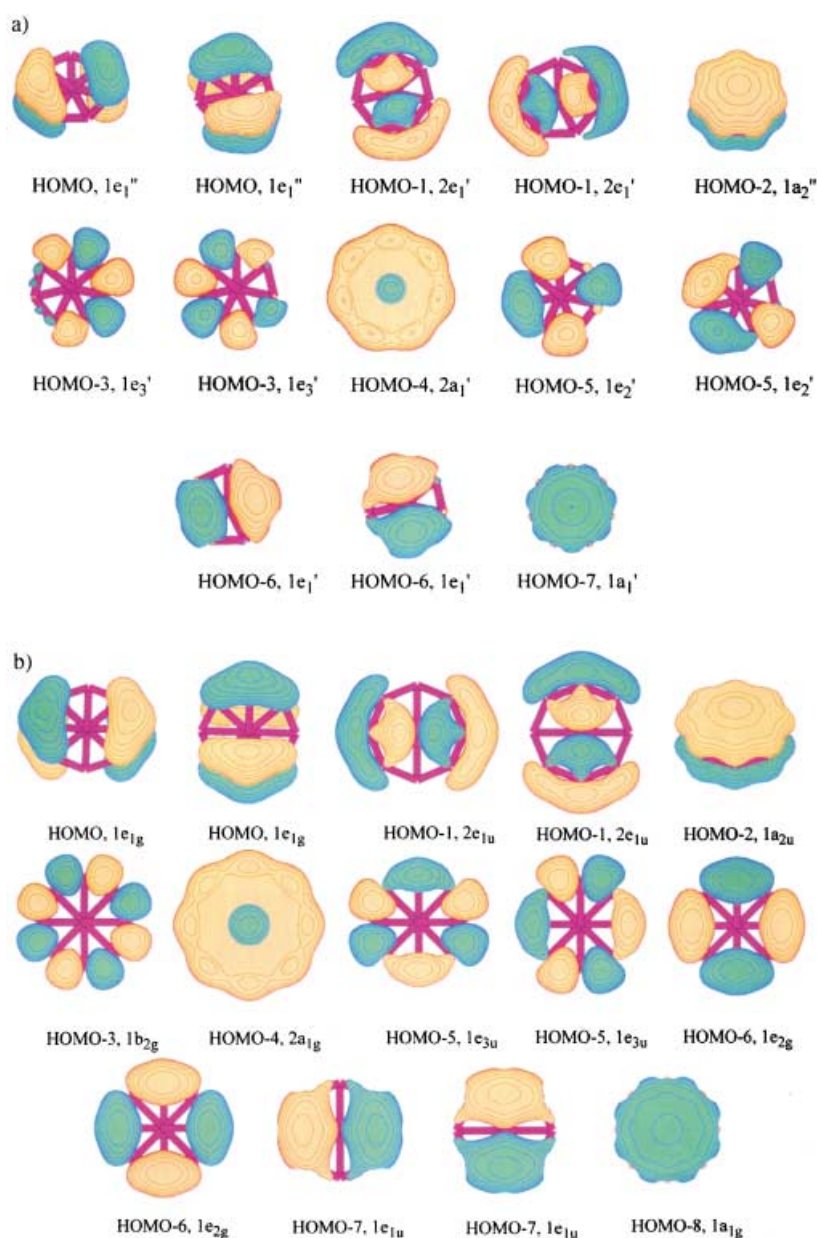 a)
HOMO, 1e₁" HOMO, 1e₁" HOMO-1, 2e₁' HOMO-1, 2e₁' HOMO-2, 1a₂"
HOMO-3, 1e₃' HOMO-3, 1e₃' HOMO-4, 2a₁' HOMO-5, 1e₂' HOMO-5, 1e₂'
HOMO-6, 1e₁' HOMO-6, 1e₁' HOMO-7, 1a₁'
b)
HOMO, 1e₁g HOMO, 1e₁g HOMO-1, 2e₁u HOMO-1, 2e₁u HOMO-2, 1a₂u
HOMO-3, 1b₂g HOMO-4, 2a₁g HOMO-5, 1e₃u HOMO-5, 1e₃u HOMO-6, 1e₂g
HOMO-6, 1e₂g HOMO-7, 1e₁u HOMO-7, 1e₁u HOMO-8, 1a₁g